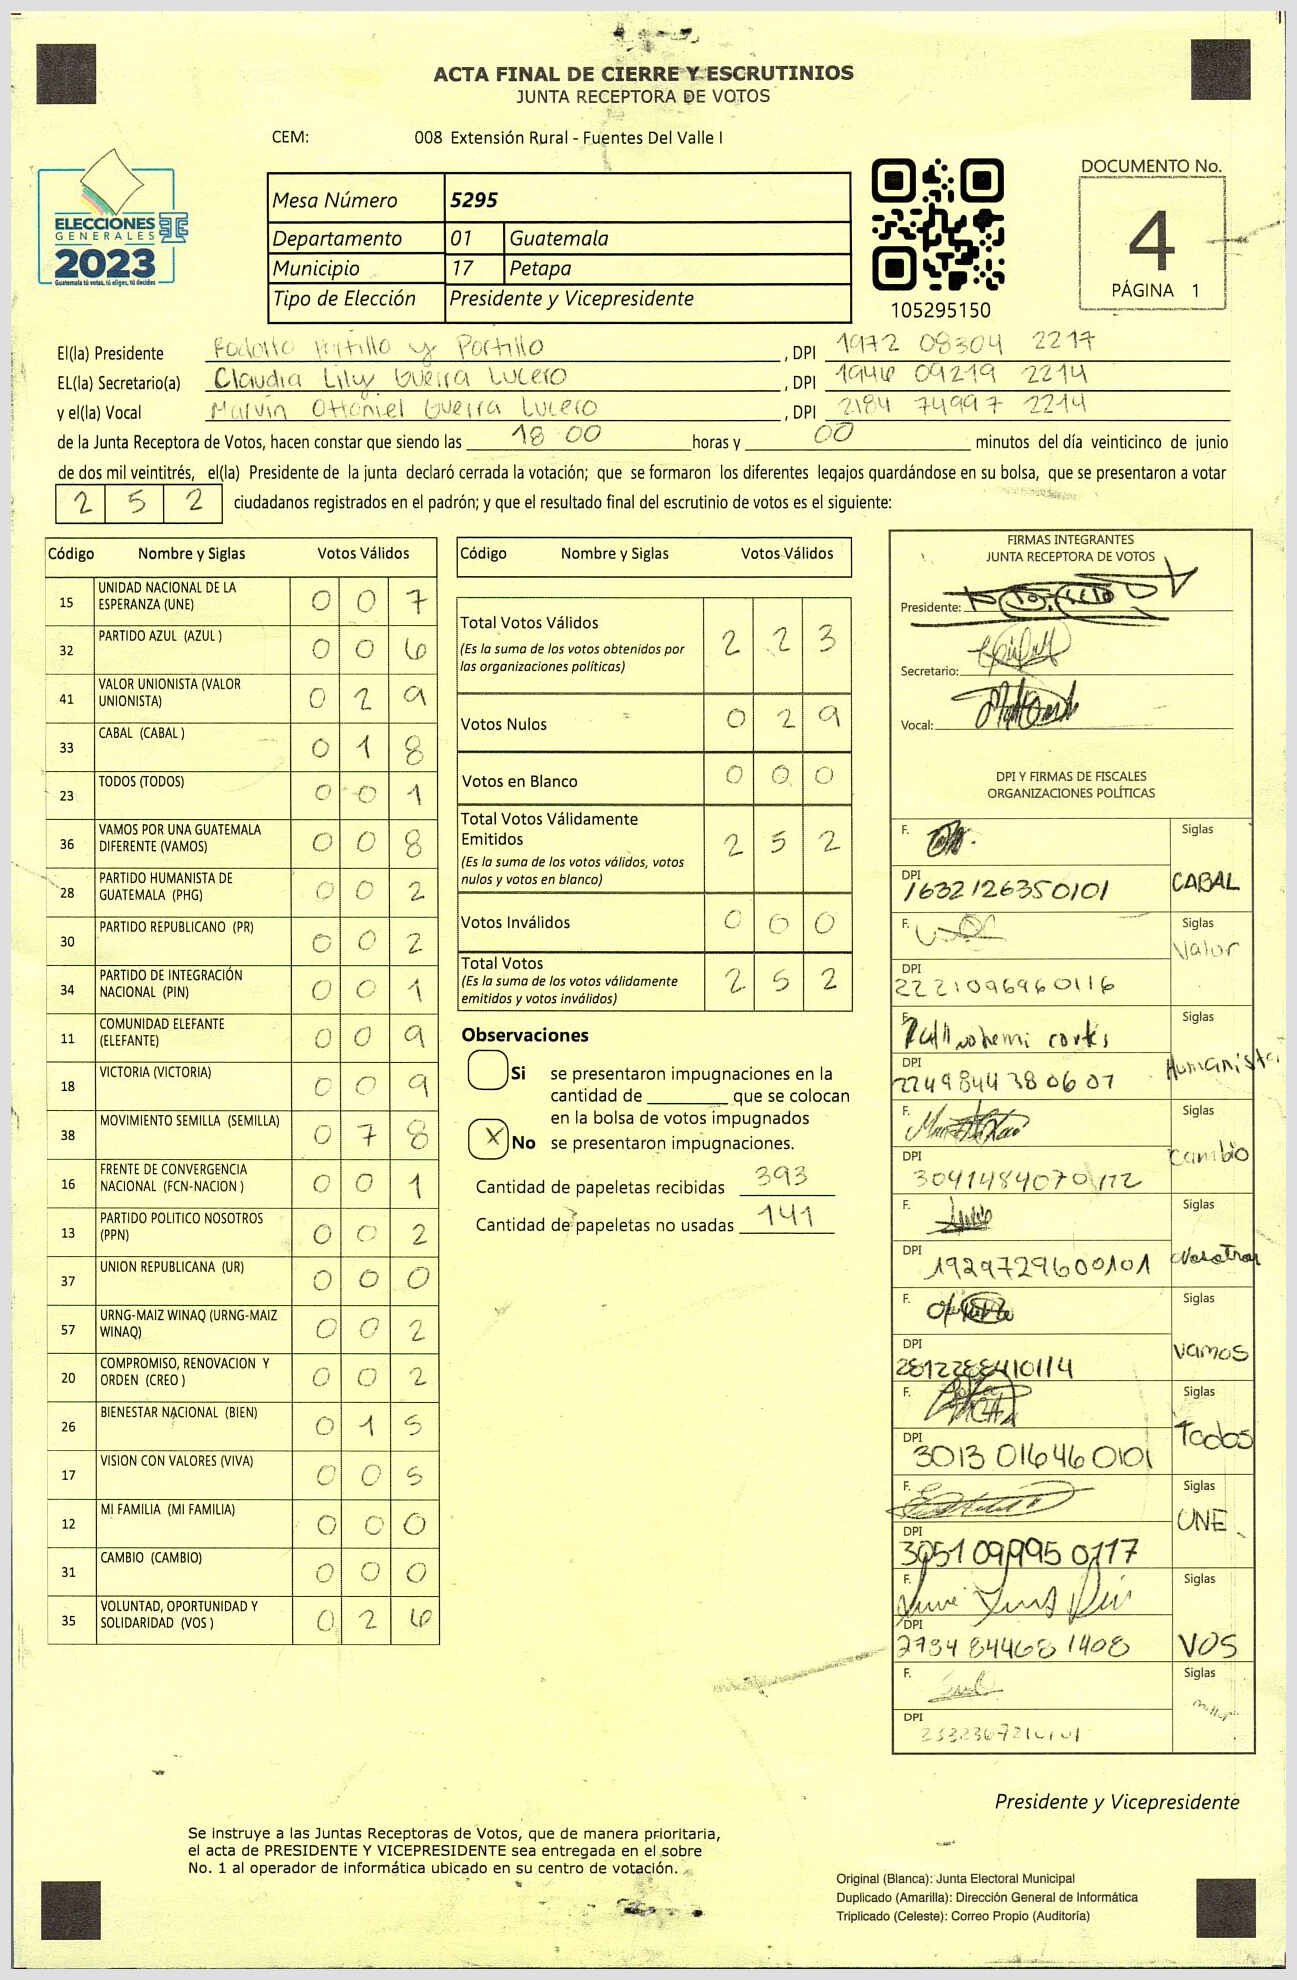 ACTA FINAL DE CIERRE Y ESCRUTINIOS
JUNTA RECEPTORA DE VOTOS
CEM: 008 Extensión Rural - Fuentes Del Valle I
ELECCIONES
GENERALES
2023
Guatemala tú votas, tú eliges, tú decides
Mesa Número 5295
Departamento 01 Guatemala
Municipio 17 Petapa
Tipo de Elección Presidente y Vicepresidente
105295150
DOCUMENTO No.
4
PÁGINA 1
El(la) Presidente Rodolfo Portillo y Portillo , DPI 1972 08304 2217
EL(la) Secretario(a) Claudia Lily Guerra Lucero , DPI 1946 09219 2214
y el(la) Vocal Marvin Ottoniel Guerra Lucero , DPI 2184 74997 2214
de la Junta Receptora de Votos, hacen constar que siendo las 18 00 horas y 00 minutos del día veinticinco de junio
de dos mil veintitrés, el(la) Presidente de la junta declaró cerrada la votación; que se formaron los diferentes legajos guardándose en su bolsa, que se presentaron a votar
2 5 2 ciudadanos registrados en el padrón; y que el resultado final del escrutinio de votos es el siguiente:
Código Nombre y Siglas Votos Válidos
15 UNIDAD NACIONAL DE LA ESPERANZA (UNE) 0 0 7
32 PARTIDO AZUL (AZUL ) 0 0 6
41 VALOR UNIONISTA (VALOR UNIONISTA) 0 2 9
33 CABAL (CABAL ) 0 1 8
23 TODOS (TODOS) 0 0 1
36 VAMOS POR UNA GUATEMALA DIFERENTE (VAMOS) 0 0 8
28 PARTIDO HUMANISTA DE GUATEMALA (PHG) 0 0 2
30 PARTIDO REPUBLICANO (PR) 0 0 2
34 PARTIDO DE INTEGRACIÓN NACIONAL (PIN) 0 0 1
11 COMUNIDAD ELEFANTE (ELEFANTE) 0 0 9
18 VICTORIA (VICTORIA) 0 0 9
38 MOVIMIENTO SEMILLA (SEMILLA) 0 7 8
16 FRENTE DE CONVERGENCIA NACIONAL (FCN-NACION ) 0 0 1
13 PARTIDO POLITICO NOSOTROS (PPN) 0 0 2
37 UNION REPUBLICANA (UR) 0 0 0
57 URNG-MAIZ WINAQ (URNG-MAIZ WINAQ) 0 0 2
20 COMPROMISO, RENOVACION Y ORDEN (CREO ) 0 0 2
26 BIENESTAR NACIONAL (BIEN) 0 1 5
17 VISION CON VALORES (VIVA) 0 0 5
12 MI FAMILIA (MI FAMILIA) 0 0 0
31 CAMBIO (CAMBIO) 0 0 0
35 VOLUNTAD, OPORTUNIDAD Y SOLIDARIDAD (VOS ) 0 2 6
Código Nombre y Siglas Votos Válidos
Total Votos Válidos 2 2 3
(Es la suma de los votos obtenidos por
las organizaciones políticas)
Votos Nulos 0 2 9
Votos en Blanco 0 0 0
Total Votos Válidamente
Emitidos 2 5 2
(Es la suma de los votos válidos, votos
nulos y votos en blanco)
Votos Inválidos 0 0 0
Total Votos 2 5 2
(Es la suma de los votos válidamente
emitidos y votos inválidos)
Observaciones
Si se presentaron impugnaciones en la
cantidad de ________ que se colocan
en la bolsa de votos impugnados
X No se presentaron impugnaciones.
Cantidad de papeletas recibidas 393
Cantidad de papeletas no usadas 141
FIRMAS INTEGRANTES
JUNTA RECEPTORA DE VOTOS
Presidente:
Secretario:
Vocal:
DPI Y FIRMAS DE FISCALES
ORGANIZACIONES POLÍTICAS
F. Siglas
DPI 1632126350101 CABAL
F. Siglas
DPI 2221096960116 Valor
F. Siglas
DPI 2249844380607 Humanista
F. Siglas
DPI Cambio
F. Siglas
DPI 1929729600101 Nosotros
F. Siglas
DPI 2812288410114 Vamos
F. Siglas
DPI 3013016460101 Todos
F. Siglas
DPI 3051099950117 UNE
F. Siglas
DPI 2734844681408 VOS
F. Siglas
DPI
Presidente y Vicepresidente
Se instruye a las Juntas Receptoras de Votos, que de manera prioritaria,
el acta de PRESIDENTE Y VICEPRESIDENTE sea entregada en el sobre
No. 1 al operador de informática ubicado en su centro de votación.
Original (Blanca): Junta Electoral Municipal
Duplicado (Amarilla): Dirección General de Informática
Triplicado (Celeste): Correo Propio (Auditoría)